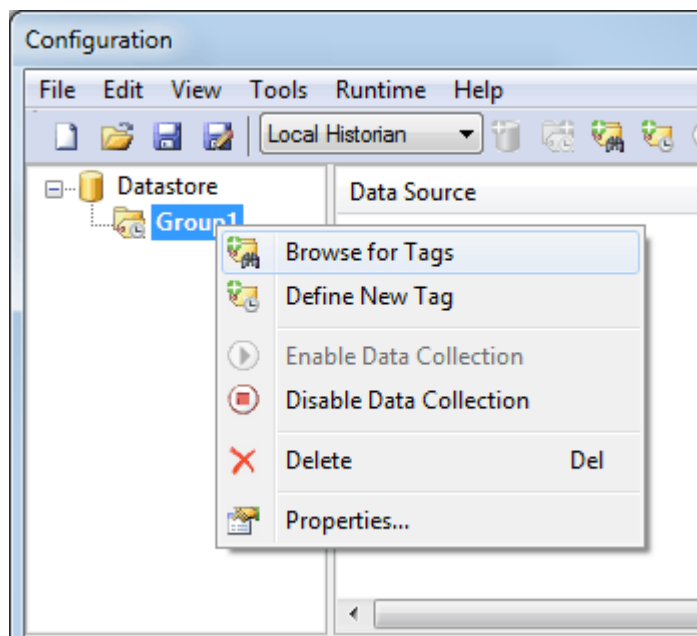 Configuration
File Edit View Tools Runtime Help
Local Historian
Datastore
Data Source
Group1
Browse for Tags
Define New Tag
Enable Data Collection
Disable Data Collection
Delete Del
Properties...